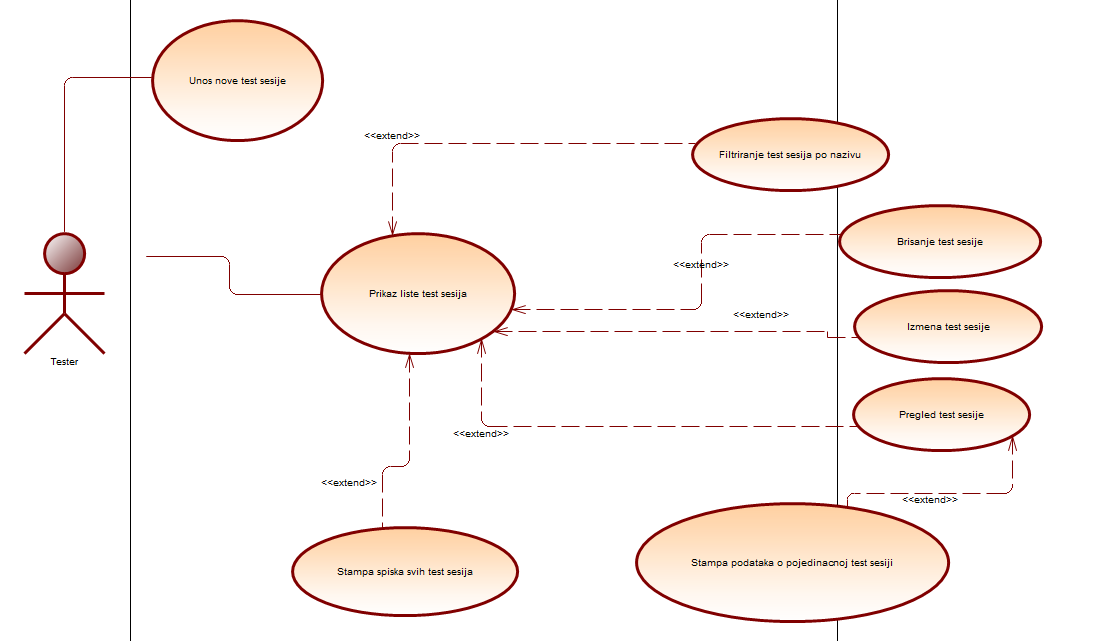 Unos nove test sesije
<<extend>>
Filtriranje test sesija po nazivu
Brisanje test sesije
<<extend>>
Prikaz liste test sesija
<<extend>>
Izmena test sesije
Tester
Pregled test sesije
<<extend>>
<<extend>>
<<extend>>
Stampa podataka o pojedinacnoj test sesiji
Stampa spiska svih test sesija